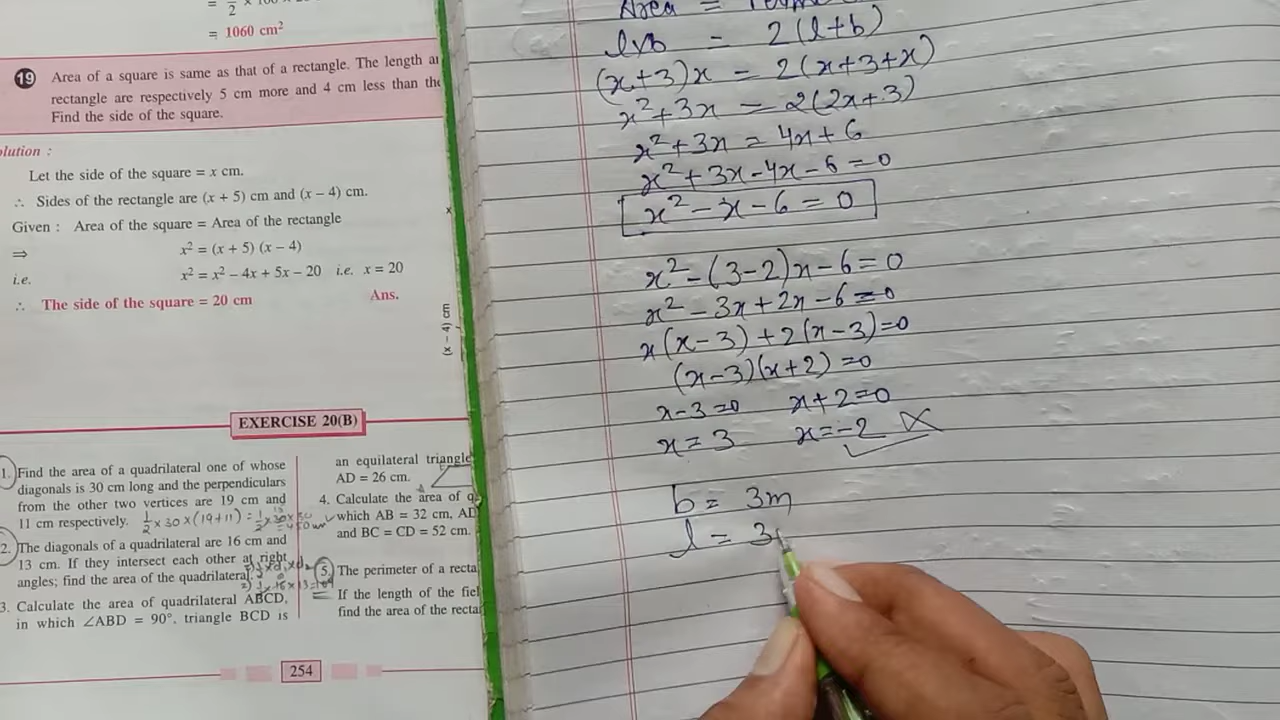 = 1060 cm²
19 Area of a square is same as that of a rectangle. The length
rectangle are respectively 5 cm more and 4 cm less than the
Find the side of the square.
Let the side of the square = x cm.
∴ Sides of the rectangle are (x + 5) cm and (x – 4) cm.
Given : Area of the square = Area of the rectangle
⇒ x² = (x + 5) (x – 4)
i.e. x² = x² – 4x + 5x – 20 i.e. x = 20
∴ The side of the square = 20 cm Ans.
EXERCISE 20(B)
1. Find the area of a quadrilateral one of whose
diagonals is 30 cm long and the perpendiculars
from the other two vertices are 19 cm and
11 cm respectively. ½ × 30 × (19+11) =
2. The diagonals of a quadrilateral are 16 cm and
13 cm. If they intersect each other at right
angles; find the area of the quadrilateral.
3. Calculate the area of quadrilateral ABCD,
in which ∠ABD = 90°, triangle BCD is
an equilateral triangle
AD = 26 cm.
4. Calculate the area of
which AB = 32 cm, AD
and BC = CD = 52 cm.
5. The perimeter of a
If the length of the
find the area of the
254
Area =
l×b = 2(l+b)
(x+3)x = 2(x+3+x)
x²+3x = 2(2x+3)
x²+3x = 4x+6
x²+3x-4x-6=0
x²-x-6=0
x²-(3-2)x-6=0
x²-3x+2x-6=0
x(x-3)+2(x-3)=0
(x-3)(x+2)=0
x-3=0 x+2=0
x=3 x=-2
b = 3m
l = 3